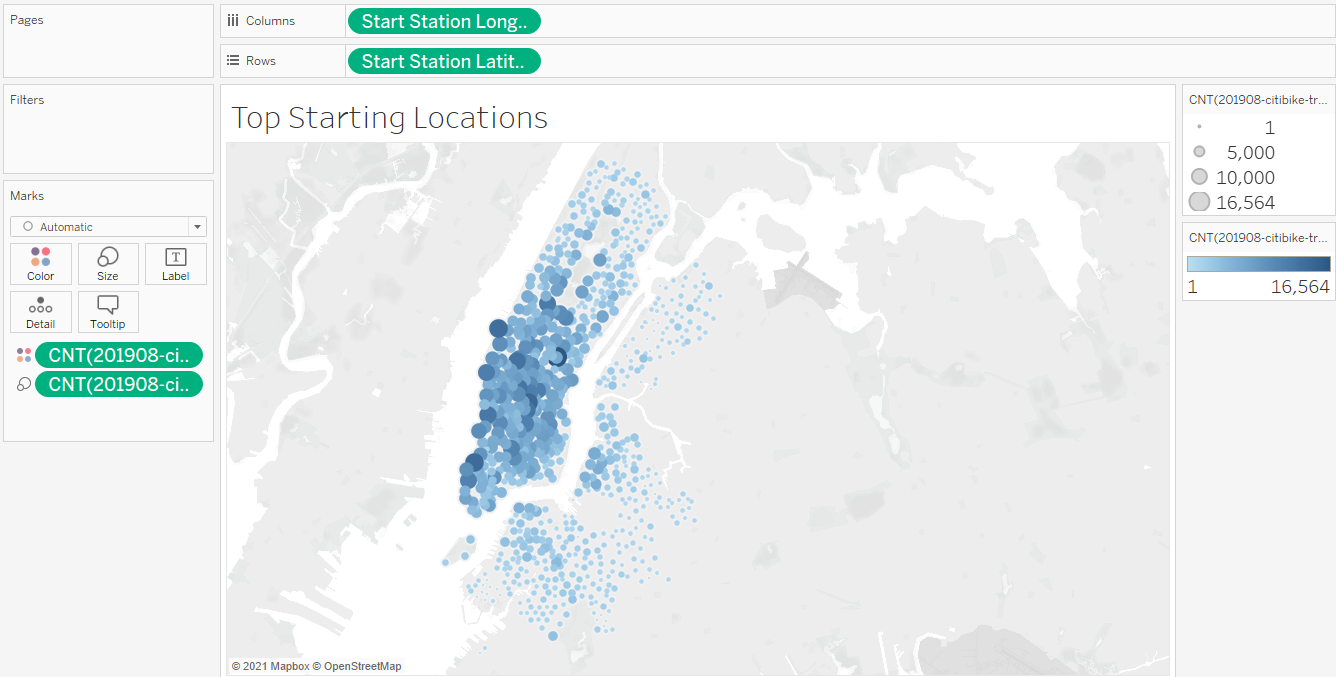 Pages
Columns
Start Station Long..
Rows
Start Station Latit..
Filters
Marks
Automatic
Color
Size
T
Label
Detail
Tooltip
CNT(201908-ci..
CNT(201908-ci..
Top Starting Locations
© 2021 Mapbox © OpenStreetMap
CNT(201908-citibike-tr...
1
5,000
10,000
16,564
CNT(201908-citibike-tr...
1 16,564